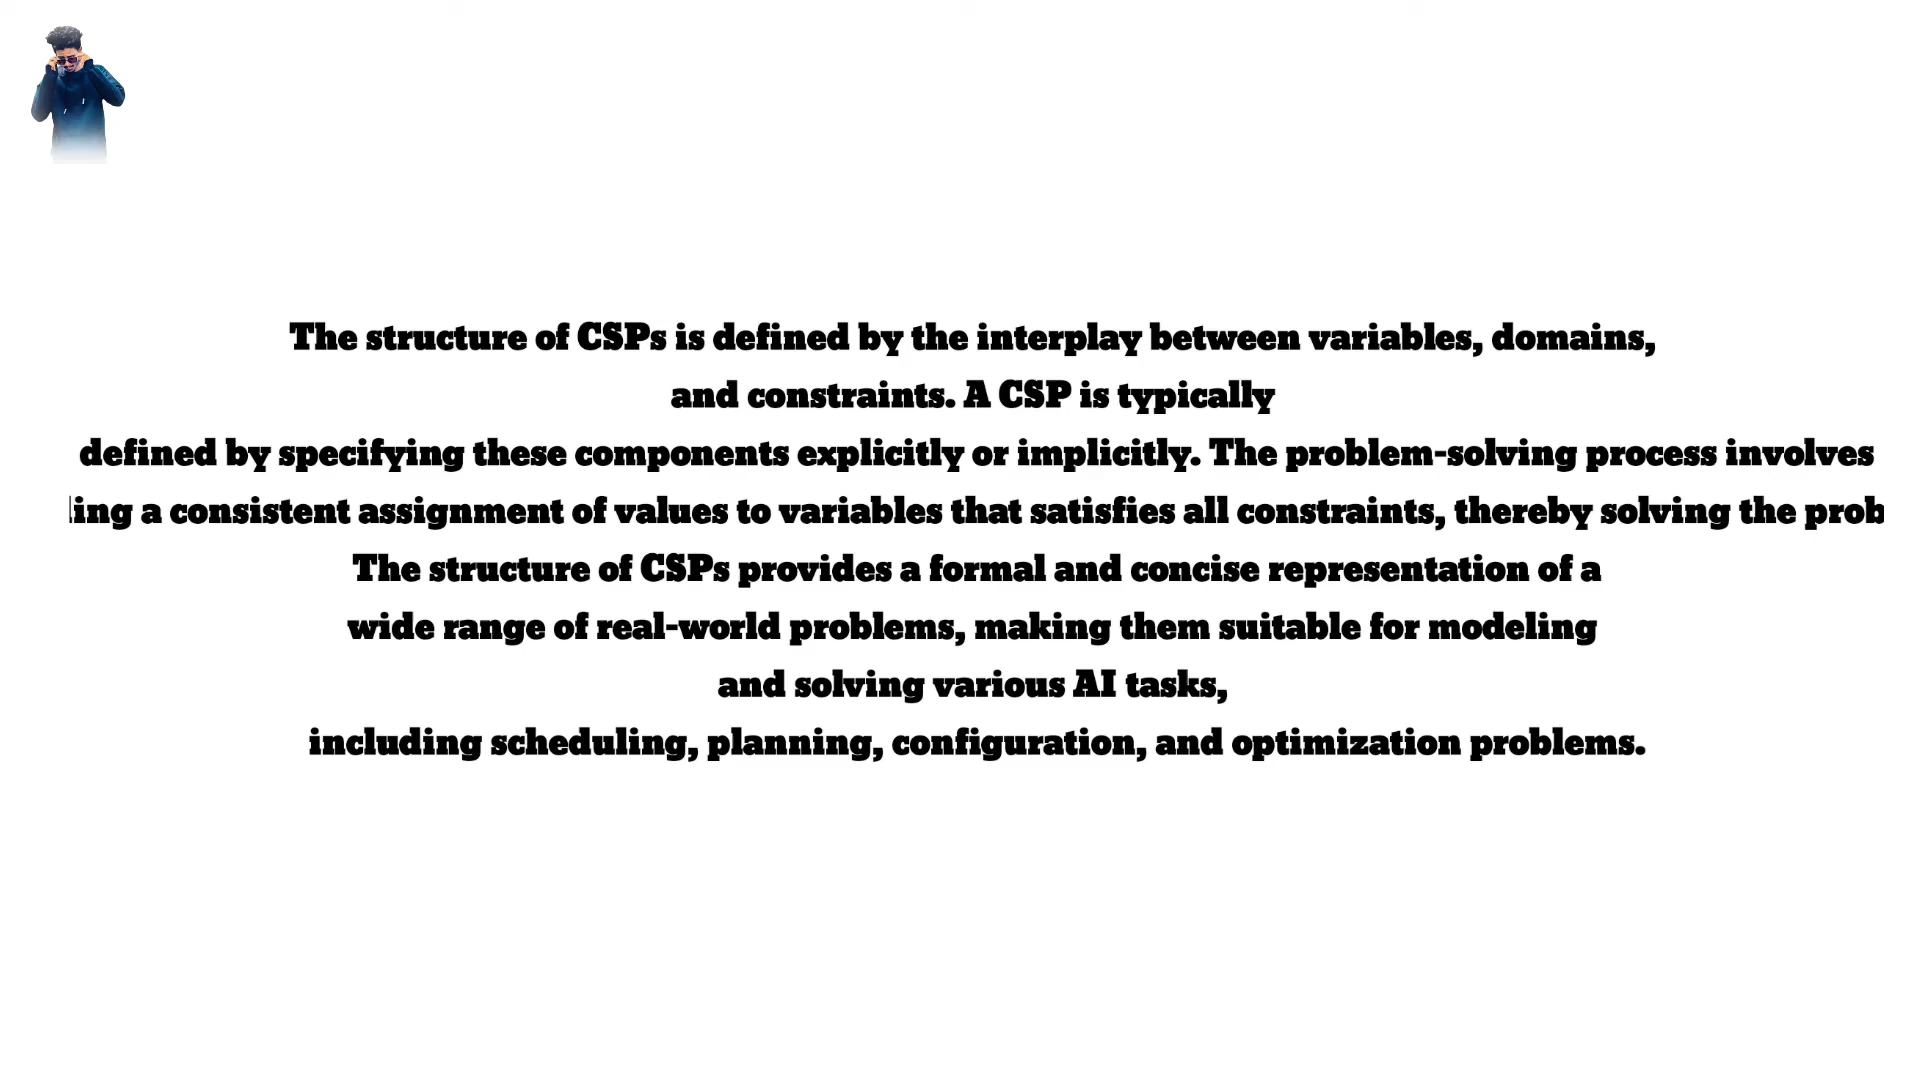 The structure of CSPs is defined by the interplay between variables, domains,
and constraints. A CSP is typically
defined by specifying these components explicitly or implicitly. The problem-solving process involves
ing a consistent assignment of values to variables that satisfies all constraints, thereby solving the prob
The structure of CSPs provides a formal and concise representation of a
wide range of real-world problems, making them suitable for modeling
and solving various AI tasks,
including scheduling, planning, configuration, and optimization problems.